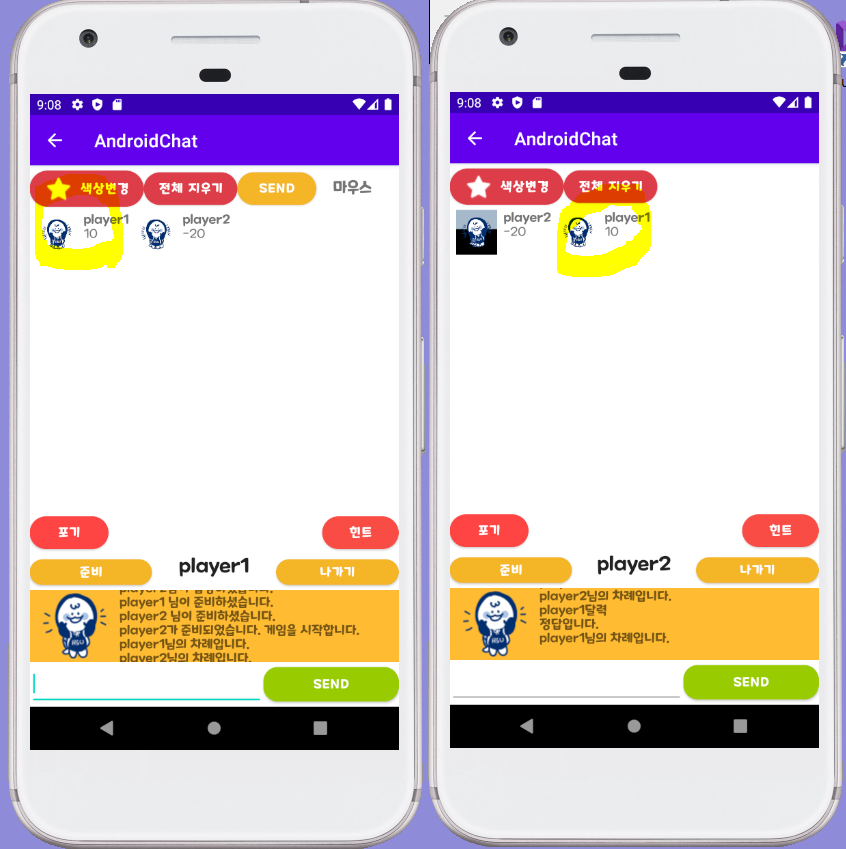 9:08
AndroidChat
색상변경 전체 지우기 SEND 마우스
player1 player2
10 -20
포기 힌트
준비 player1 나가기
player1 님이 준비하셨습니다.
player2 님이 준비하셨습니다.
player2가 준비되었습니다. 게임을 시작합니다.
player1님의 차례입니다.
player2님의 차례입니다.
SEND
9:08
AndroidChat
색상변경 전체 지우기
player2 player1
-20 10
포기 힌트
준비 player2 나가기
player2님의 차례입니다.
player1달력
정답입니다.
player1님의 차례입니다.
SEND